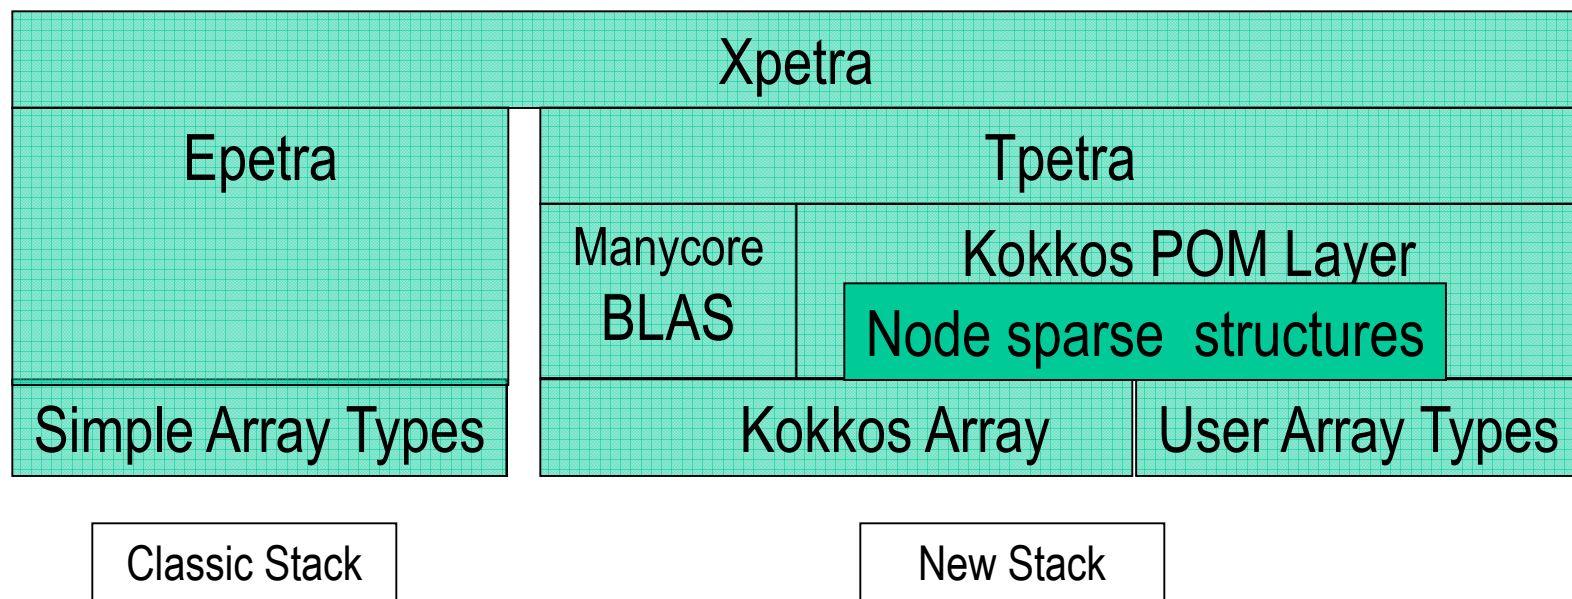 Xpetra
Epetra
Tpetra
Manycore
BLAS
Kokkos POM Layer
Node sparse structures
Simple Array Types
Kokkos Array
User Array Types
Classic Stack
New Stack